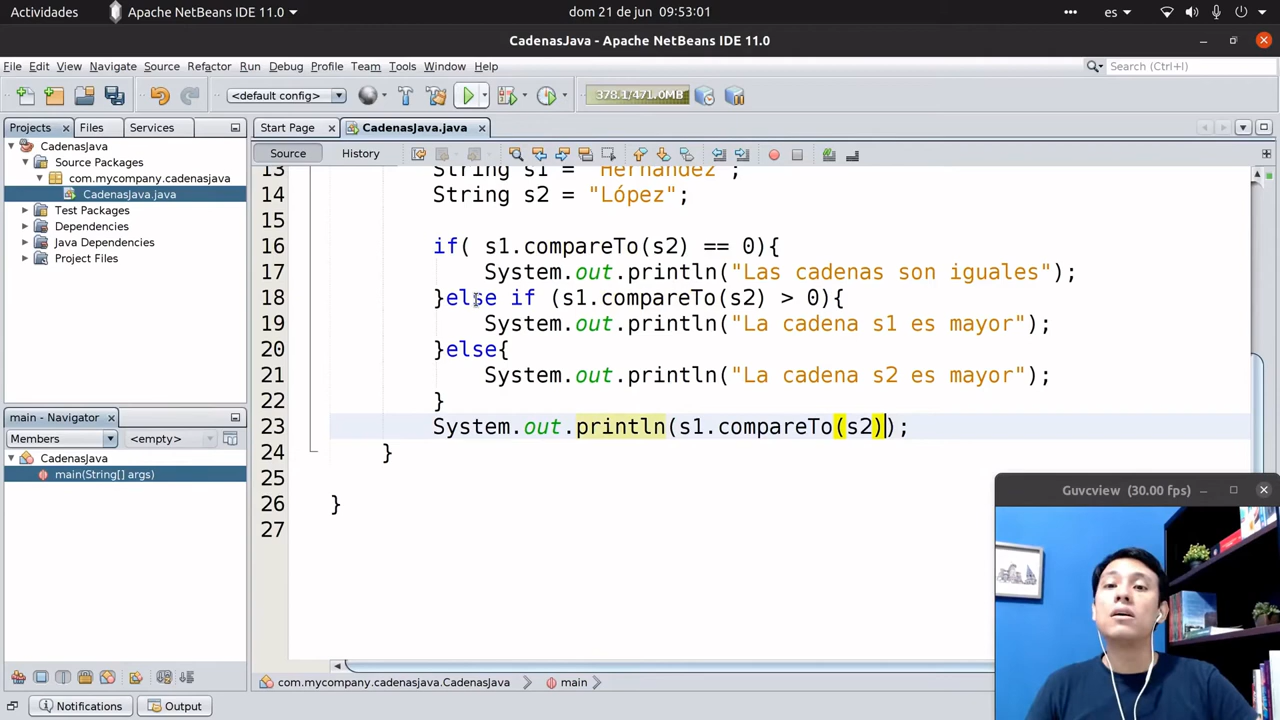 Actividades Apache NetBeans IDE 11.0 dom 21 de jun 09:53:01 es
CadenasJava - Apache NetBeans IDE 11.0
File Edit View Navigate Source Refactor Run Debug Profile Team Tools Window Help Search (Ctrl+I)
<default config> 378.1/471.0MB
Projects Files Services Start Page CadenasJava.java
CadenasJava
Source Packages
com.mycompany.cadenasjava
CadenasJava.java
Test Packages
Dependencies
Java Dependencies
Project Files
main - Navigator
Members <empty>
CadenasJava
main(String[] args)
Source History
13 String s1 = "Hernández";
14 String s2 = "López";
15
16 if( s1.compareTo(s2) == 0){
17 System.out.println("Las cadenas son iguales");
18 }else if (s1.compareTo(s2) > 0){
19 System.out.println("La cadena s1 es mayor");
20 }else{
21 System.out.println("La cadena s2 es mayor");
22 }
23 System.out.println(s1.compareTo(s2));
24 }
25
26 }
27
Guvcview (30.00 fps)
com.mycompany.cadenasjava.CadenasJava main
Notifications Output